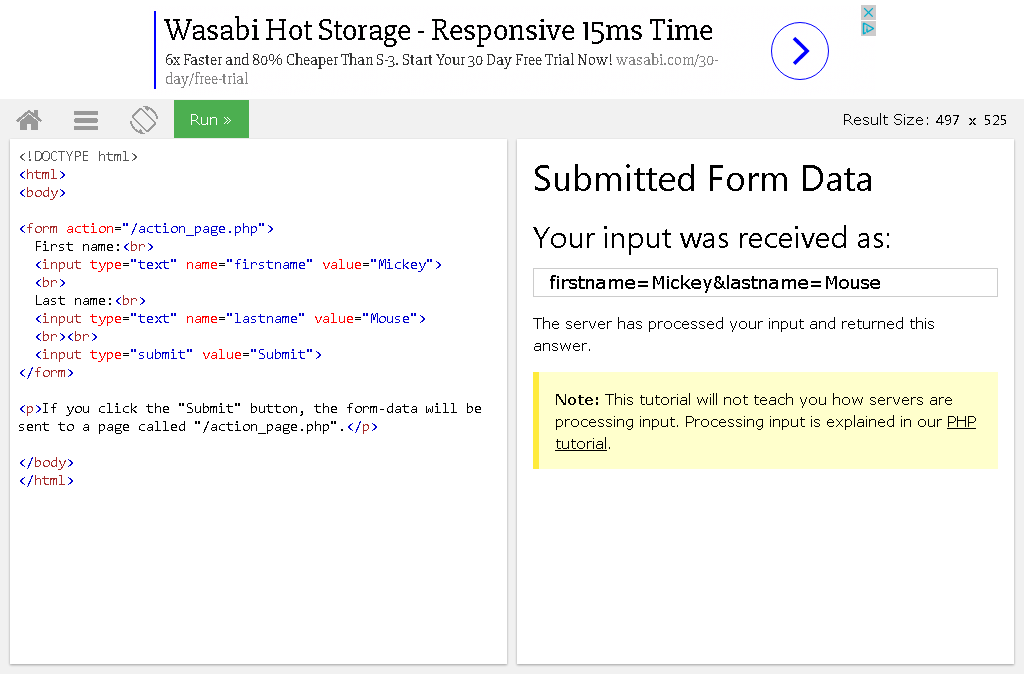 Wasabi Hot Storage - Responsive 15ms Time
6x Faster and 80% Cheaper Than S-3. Start Your 30 Day Free Trial Now! wasabi.com/30-
day/free-trial
Run »
Result Size: 497 x 525
<!DOCTYPE html>
<html>
<body>
<form action="/action_page.php">
First name:<br>
<input type="text" name="firstname" value="Mickey">
<br>
Last name:<br>
<input type="text" name="lastname" value="Mouse">
<br><br>
<input type="submit" value="Submit">
</form>
<p>If you click the "Submit" button, the form-data will be
sent to a page called "/action_page.php".</p>
</body>
</html>
Submitted Form Data
Your input was received as:
firstname=Mickey&lastname=Mouse
The server has processed your input and returned this
answer.
Note: This tutorial will not teach you how servers are
processing input. Processing input is explained in our PHP
tutorial.